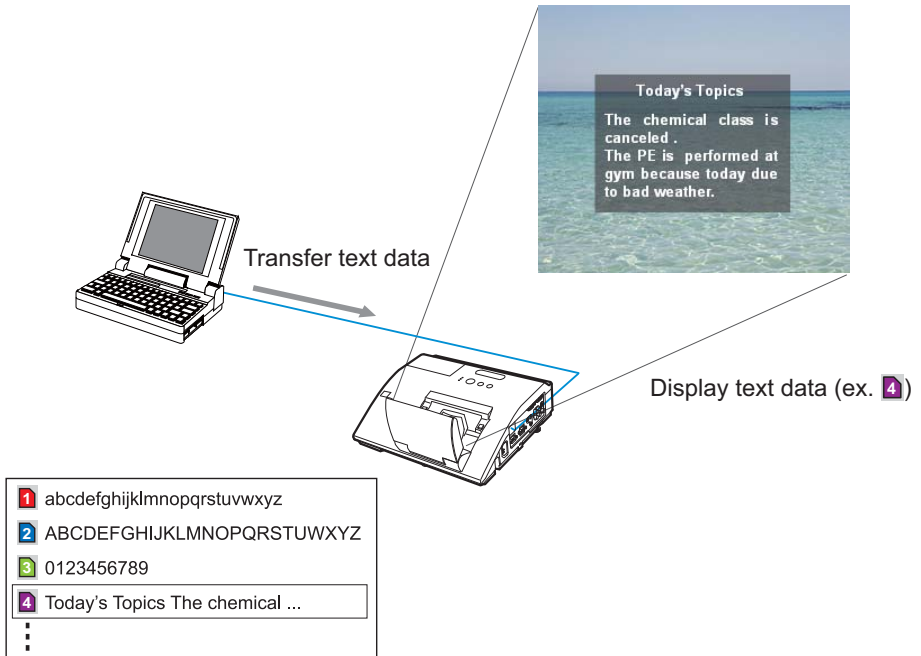 Today's Topics
The chemical class is
canceled .
The PE is performed at
gym because today due
to bad weather.
Transfer text data
Display text data (ex. 4)
1 abcdefghijklmnopqrstuvwxyz
2 ABCDEFGHIJKLMNOPQRSTUWXYZ
3 0123456789
4 Today’s Topics The chemical ...